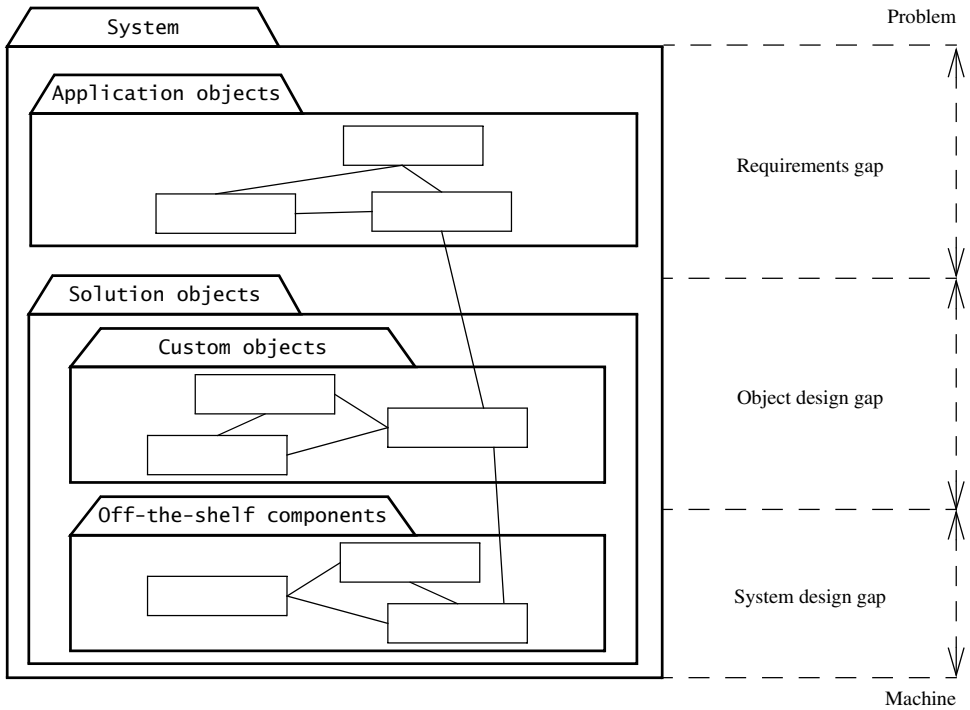 System
Problem
Application objects
Requirements gap
Solution objects
Custom objects
Object design gap
Off-the-shelf components
System design gap
Machine